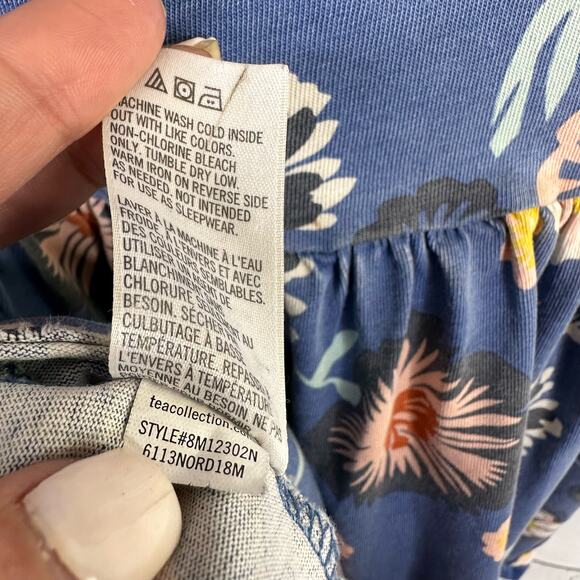 MACHINE WASH COLD INSIDE
OUT WITH LIKE COLORS.
NON-CHLORINE BLEACH
ONLY. TUMBLE DRY LOW.
WARM IRON ON REVERSE SIDE
AS NEEDED. NOT INTENDED
FOR USE AS SLEEPWEAR.
LAVER À LA MACHINE À L'EAU
FROIDE À L'ENVERS ET AVEC
DES COULEURS SEMBLABLES.
UTILISER UN
BLANCHIMENT DE
CHLORURE SANS
BESOIN. SÉCHER AU
CULBUTAGE À BASSE
TEMPÉRATURE. REPASSER
L'ENVERS À TEMPÉRATURE
MOYENNE AU BESOIN. NE PAS
teacollection.co
STYLE#8M12302N
6113NORD18M